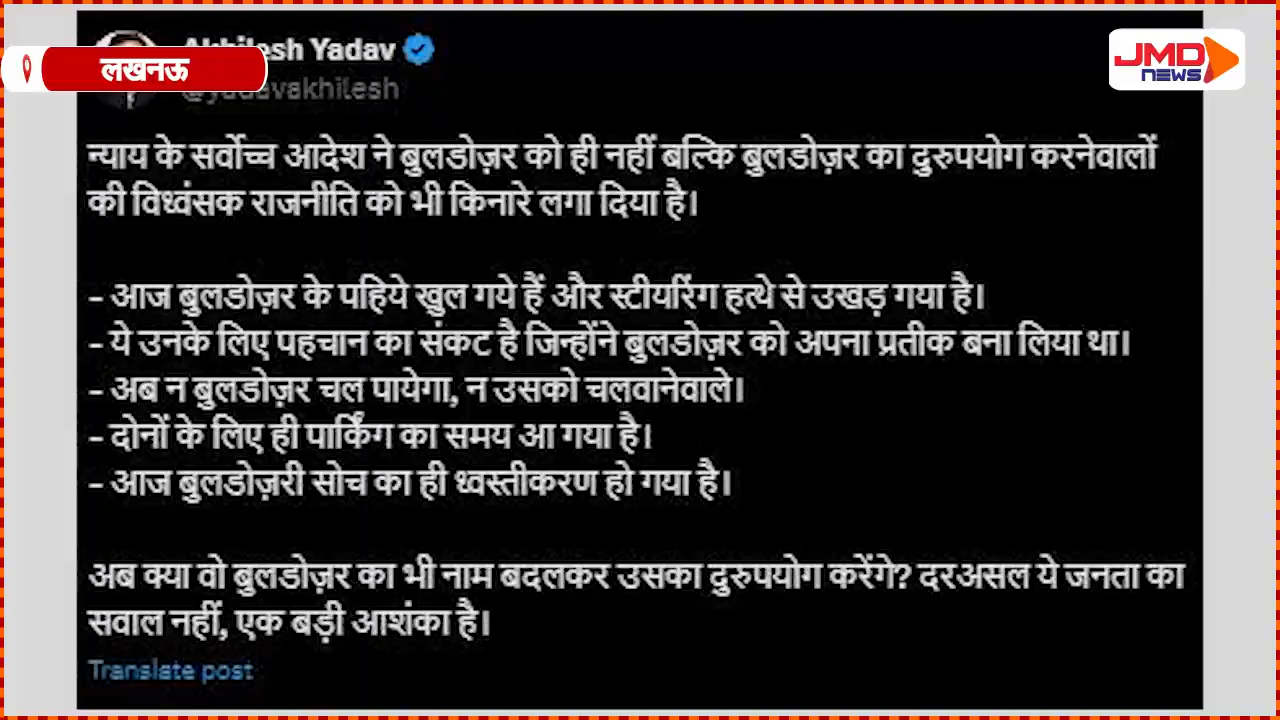 Akhilesh Yadav
लखनऊ
@yadavakhilesh
JMD
NEWS
न्याय के सर्वोच्च आदेश ने बुलडोज़र को ही नहीं बल्कि बुलडोज़र का दुरुपयोग करनेवालों
की विध्वंसक राजनीति को भी किनारे लगा दिया है।
- आज बुलडोज़र के पहिये खुल गये हैं और स्टीयरिंग हत्थे से उखड़ गया है।
- ये उनके लिए पहचान का संकट है जिन्होंने बुलडोज़र को अपना प्रतीक बना लिया था।
- अब न बुलडोज़र चल पायेगा, न उसको चलवानेवाले।
- दोनों के लिए ही पार्किंग का समय आ गया है।
- आज बुलडोज़री सोच का ही ध्वस्तीकरण हो गया है।
अब क्या वो बुलडोज़र का भी नाम बदलकर उसका दुरुपयोग करेंगे? दरअसल ये जनता का
सवाल नहीं, एक बड़ी आशंका है।
Translate post